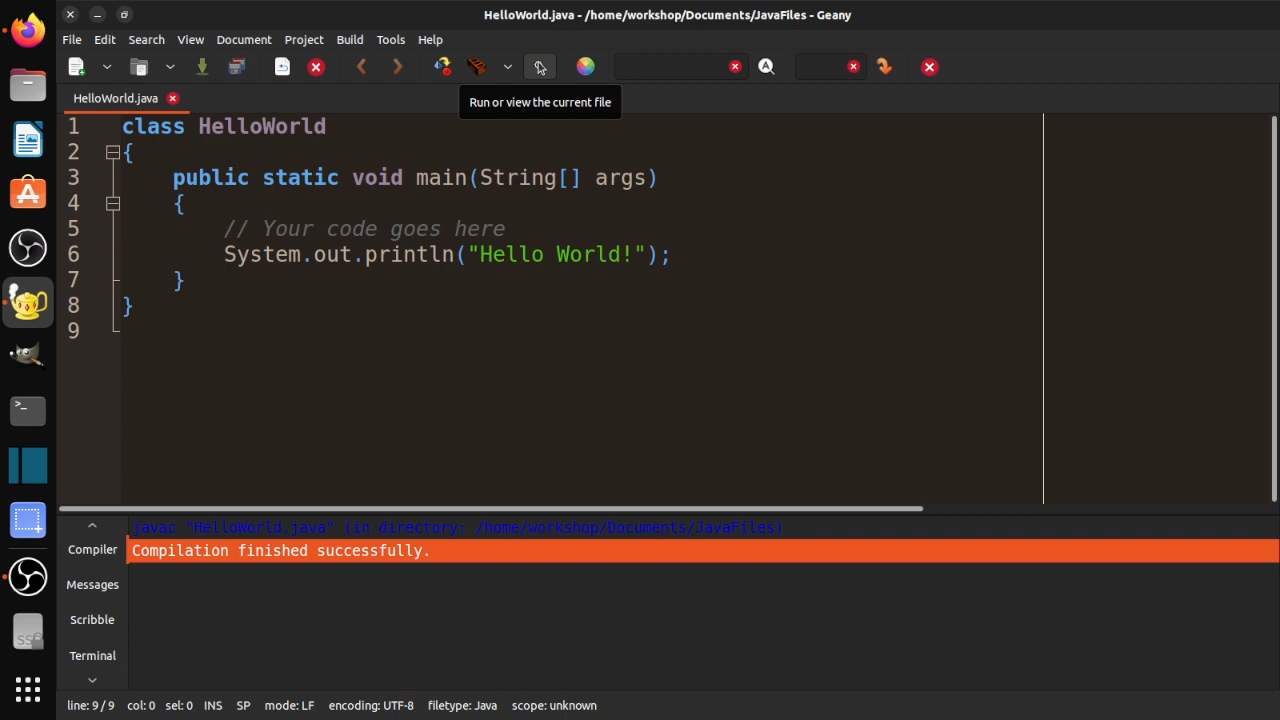 HelloWorld.java - /home/workshop/Documents/JavaFiles - Geany
File Edit Search View Document Project Build Tools Help
HelloWorld.java
Run or view the current file
1 class HelloWorld
2 {
3     public static void main(String[] args)
4     {
5         // Your code goes here
6         System.out.println("Hello World!");
7     }
8 }
9
javac "HelloWorld.java" (in directory: /home/workshop/Documents/JavaFiles)
Compiler
Compilation finished successfully.
Messages
Scribble
Terminal
line: 9 / 9 col: 0 sel: 0 INS SP mode: LF encoding: UTF-8 filetype: Java scope: unknown